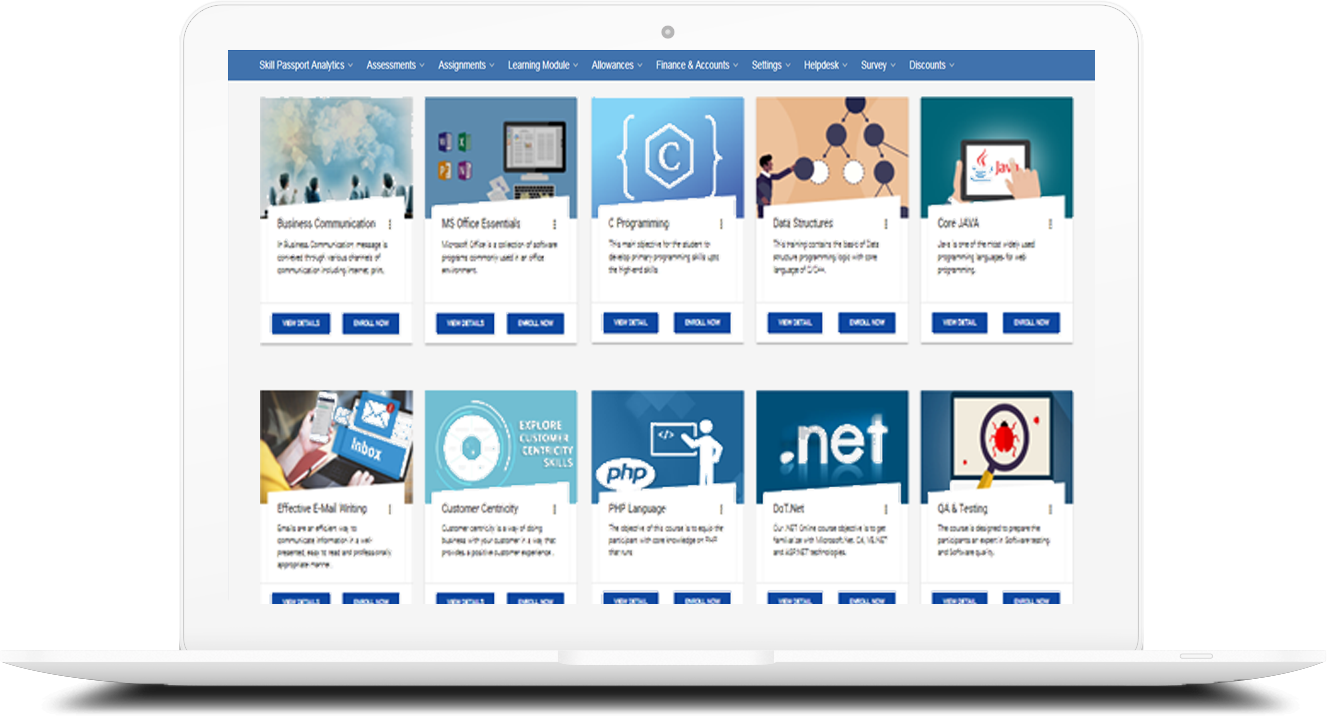 Skill Passport Analytics Assessments Assignments Learning Module Allowances Finance & Accounts Settings Helpdesk Survey Discounts
C
Java
Business Communication
In Business Communication message is
conveyed through various channels of
communication including internet, print,
VIEW DETAILS ENROLL NOW
MS Office Essentials
Microsoft Office is a collection of software
programs commonly used in an office
environment.
VIEW DETAILS ENROLL NOW
C Programming
This main objective for the student to
develop primary programming skills upto
the high-end skills
VIEW DETAIL ENROLL NOW
Data Structures
This training contains the basic of Data
structure programming logic with core
language of C/C++.
VIEW DETAIL ENROLL NOW
Core JAVA
Java is one of the most widely used
programming languages for web
programming.
VIEW DETAIL ENROLL NOW
Inbox
Effective E-Mail Writing
Emails are an efficient way to
communicate information in a well-
presented, easy to read and professionally
appropriate manner.
VIEW DETAILS ENROLL NOW
EXPLORE
CUSTOMER
CENTRICITY
SKILLS
Customer Centricity
Customer centricity is a way of doing
business with your customer in a way that
provides a positive customer experience
VIEW DETAILS ENROLL NOW
</>
php
PHP Language
The objective of this course is to equip the
participant with core knowledge on PHP
that runs
VIEW DETAIL ENROLL NOW
.net
DoT.Net
Our .NET Online course objective is to get
familiarize with Microsoft.Net, C#, VB.NET
and ASP.NET technologies.
VIEW DETAIL ENROLL NOW
QA & Testing
The course is designed to prepare the
participants an expert in Software testing
and Software quality.
VIEW DETAIL ENROLL NOW